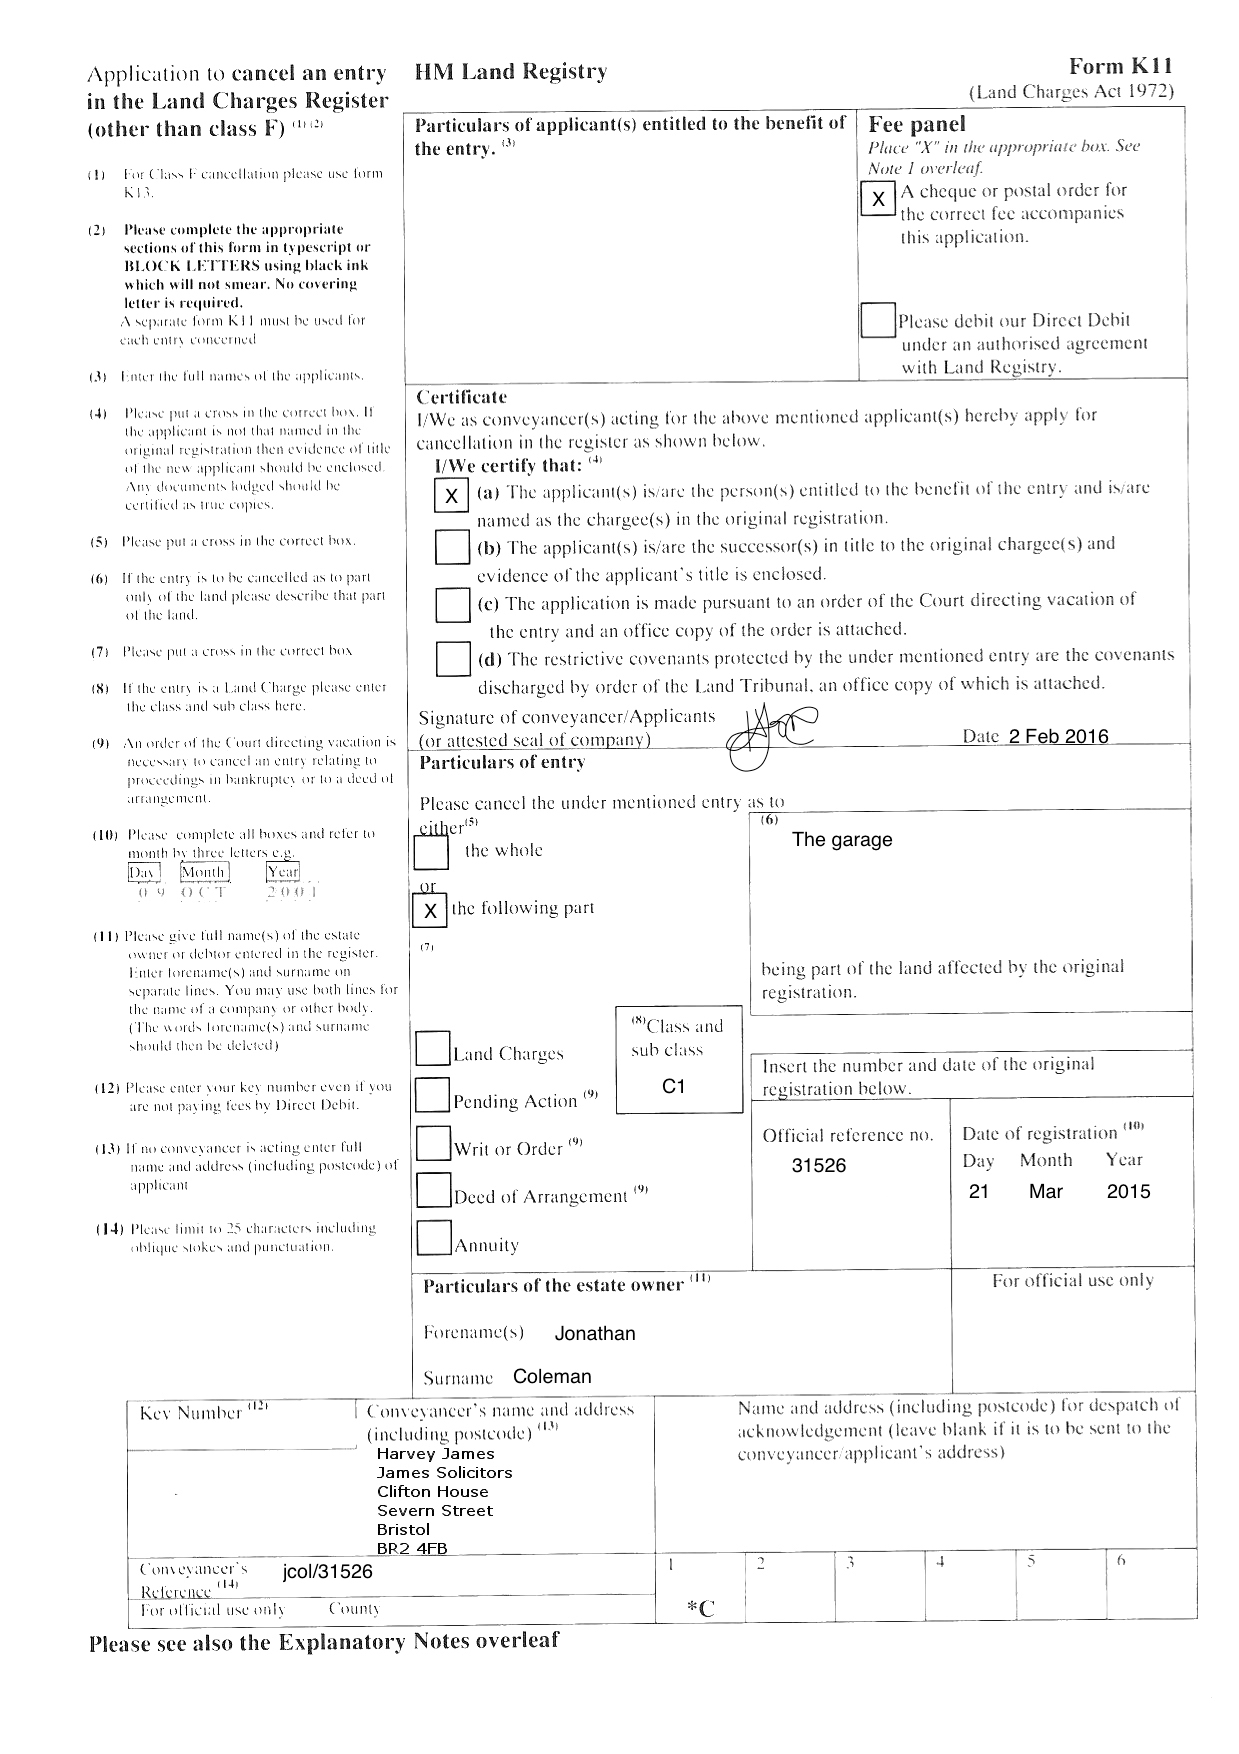 Application to cancel an entry
in the Land Charges Register
(other than class F) (1) (2)
HM Land Registry
Form K11
(Land Charges Act 1972)
(1) For Class F cancellation please use form
K13.
(2) Please complete the appropriate
sections of this form in typescript or
BLOCK LETTERS using black ink
which will not smear. No covering
letter is required.
A separate form K11 must be used for
each entry concerned
(3) Enter the full names of the applicants.
(4) Please put a cross in the correct box. If
the applicant is not that named in the
original registration then evidence of title
of the new applicant should be enclosed.
Any documents lodged should be
certified as true copies.
(5) Please put a cross in the correct box.
(6) If the entry is to be cancelled as to part
only of the land please describe that part
of the land.
(7) Please put a cross in the correct box
(8) If the entry is a Land Charge please enter
the class and sub class here.
(9) An order of the Court directing vacation is
necessary to cancel an entry relating to
proceedings in bankruptcy or to a deed of
arrangement.
(10) Please complete all boxes and refer to
month by three letters e.g.
Day Month Year
09 OCT 2001
(11) Please give full name(s) of the estate
owner or debtor entered in the register.
Enter forename(s) and surname on
separate lines. You may use both lines for
the name of a company or other body.
(The words forename(s) and surname
should then be deleted)
(12) Please enter your key number even if you
are not paying fees by Direct Debit.
(13) If no conveyancer is acting enter full
name and address (including postcode) of
applicant
(14) Please limit to 25 characters including
oblique stokes and punctuation.
Particulars of applicant(s) entitled to the benefit of
the entry. (3)
Fee panel
Place "X" in the appropriate box. See
Note 1 overleaf.
X A cheque or postal order for
the correct fee accompanies
this application.
Please debit our Direct Debit
under an authorised agreement
with Land Registry.
Certificate
I/We as conveyancer(s) acting for the above mentioned applicant(s) hereby apply for
cancellation in the register as shown below.
I/We certify that: (4)
X (a) The applicant(s) is/are the person(s) entitled to the benefit of the entry and is/are
named as the chargee(s) in the original registration.
(b) The applicant(s) is/are the successor(s) in title to the original chargee(s) and
evidence of the applicant's title is enclosed.
(c) The application is made pursuant to an order of the Court directing vacation of
the entry and an office copy of the order is attached.
(d) The restrictive covenants protected by the under mentioned entry are the covenants
discharged by order of the Land Tribunal, an office copy of which is attached.
Signature of conveyancer/Applicants
(or attested seal of company)
Date 2 Feb 2016
Particulars of entry
Please cancel the under mentioned entry as to
either(5)
the whole
or
X the following part
(6)
The garage
being part of the land affected by the original
registration.
(7)
Land Charges
Pending Action (9)
Writ or Order (9)
Deed of Arrangement (9)
Annuity
(8)Class and
sub class
C1
Insert the number and date of the original
registration below.
Official reference no.
31526
Date of registration (10)
Day Month Year
21 Mar 2015
Particulars of the estate owner (11)
Forename(s) Jonathan
Surname Coleman
For official use only
Key Number (12)
Conveyancer's name and address
(including postcode) (13)
Harvey James
James Solicitors
Clifton House
Severn Street
Bristol
BR2 4FB
Name and address (including postcode) for despatch of
acknowledgement (leave blank if it is to be sent to the
conveyancer/applicant's address)
Conveyancer's
Reference (14)
jcol/31526
For official use only County
1 2 3 4 5 6
*C
Please see also the Explanatory Notes overleaf